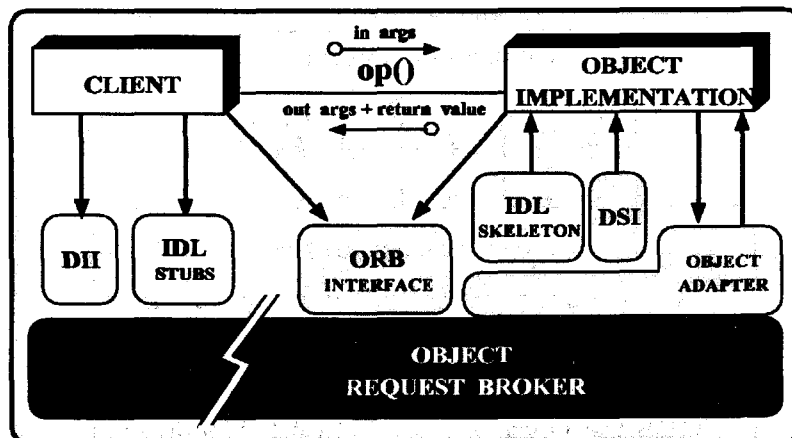 in args
op()
out args + return value
CLIENT
OBJECT
IMPLEMENTATION
DII
IDL
STUBS
ORB
INTERFACE
IDL
SKELETON
DSI
OBJECT
ADAPTER
OBJECT
REQUEST BROKER